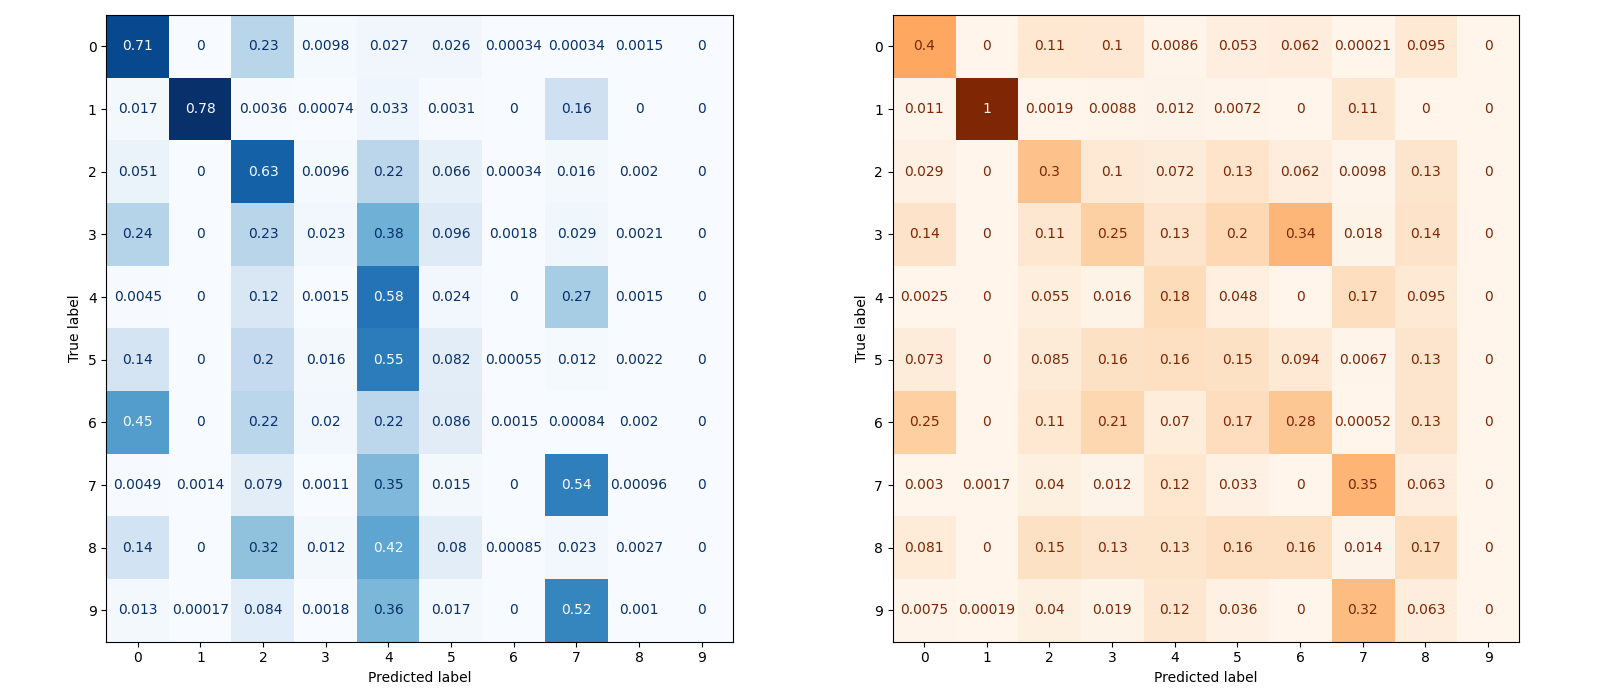 0 0.71 0 0.23 0.0098 0.027 0.026 0.00034 0.00034 0.0015 0
1 0.017 0.78 0.0036 0.00074 0.033 0.0031 0 0.16 0 0
2 0.051 0 0.63 0.0096 0.22 0.066 0.00034 0.016 0.002 0
3 0.24 0 0.23 0.023 0.38 0.096 0.0018 0.029 0.0021 0
4 0.0045 0 0.12 0.0015 0.58 0.024 0 0.27 0.0015 0
5 0.14 0 0.2 0.016 0.55 0.082 0.00055 0.012 0.0022 0
6 0.45 0 0.22 0.02 0.22 0.086 0.0015 0.00084 0.002 0
7 0.0049 0.0014 0.079 0.0011 0.35 0.015 0 0.54 0.00096 0
8 0.14 0 0.32 0.012 0.42 0.08 0.00085 0.023 0.0027 0
9 0.013 0.00017 0.084 0.0018 0.36 0.017 0 0.52 0.001 0
0 1 2 3 4 5 6 7 8 9
Predicted label
True label
0 0.4 0 0.11 0.1 0.0086 0.053 0.062 0.00021 0.095 0
1 0.011 1 0.0019 0.0088 0.012 0.0072 0 0.11 0 0
2 0.029 0 0.3 0.1 0.072 0.13 0.062 0.0098 0.13 0
3 0.14 0 0.11 0.25 0.13 0.2 0.34 0.018 0.14 0
4 0.0025 0 0.055 0.016 0.18 0.048 0 0.17 0.095 0
5 0.073 0 0.085 0.16 0.16 0.15 0.094 0.0067 0.13 0
6 0.25 0 0.11 0.21 0.07 0.17 0.28 0.00052 0.13 0
7 0.003 0.0017 0.04 0.012 0.12 0.033 0 0.35 0.063 0
8 0.081 0 0.15 0.13 0.13 0.16 0.16 0.014 0.17 0
9 0.0075 0.00019 0.04 0.019 0.12 0.036 0 0.32 0.063 0
0 1 2 3 4 5 6 7 8 9
Predicted label
True label